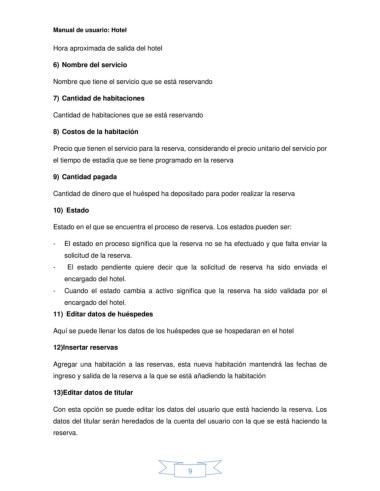 Manual de usuario: Hotel
Hora aproximada de salida del hotel
6) Nombre del servicio
Nombre que tiene el servicio que se está reservando
7) Cantidad de habitaciones
Cantidad de habitaciones que se está reservando
8) Costos de la habitación
Precio que tienen el servicio para la reserva, considerando el precio unitario del servicio por
el tiempo de estadía que se tiene programado en la reserva
9) Cantidad pagada
Cantidad de dinero que el huésped ha depositado para poder realizar la reserva
10) Estado
Estado en el que se encuentra el proceso de reserva. Los estados pueden ser:
- El estado en proceso significa que la reserva no se ha efectuado y que falta enviar la
solicitud de la reserva.
- El estado pendiente quiere decir que la solicitud de reserva ha sido enviada el
encargado del hotel.
- Cuando el estado cambia a activo significa que la reserva ha sido validada por el
encargado del hotel.
11) Editar datos de huéspedes
Aquí se puede llenar los datos de los huéspedes que se hospedaran en el hotel
12)Insertar reservas
Agregar una habitación a las reservas, esta nueva habitación mantendrá las fechas de
ingreso y salida de la reserva a la que se está añadiendo la habitación
13)Editar datos de titular
Con esta opción se puede editar los datos del usuario que está haciendo la reserva. Los
datos del titular serán heredados de la cuenta del usuario con la que se está haciendo la
reserva.
9